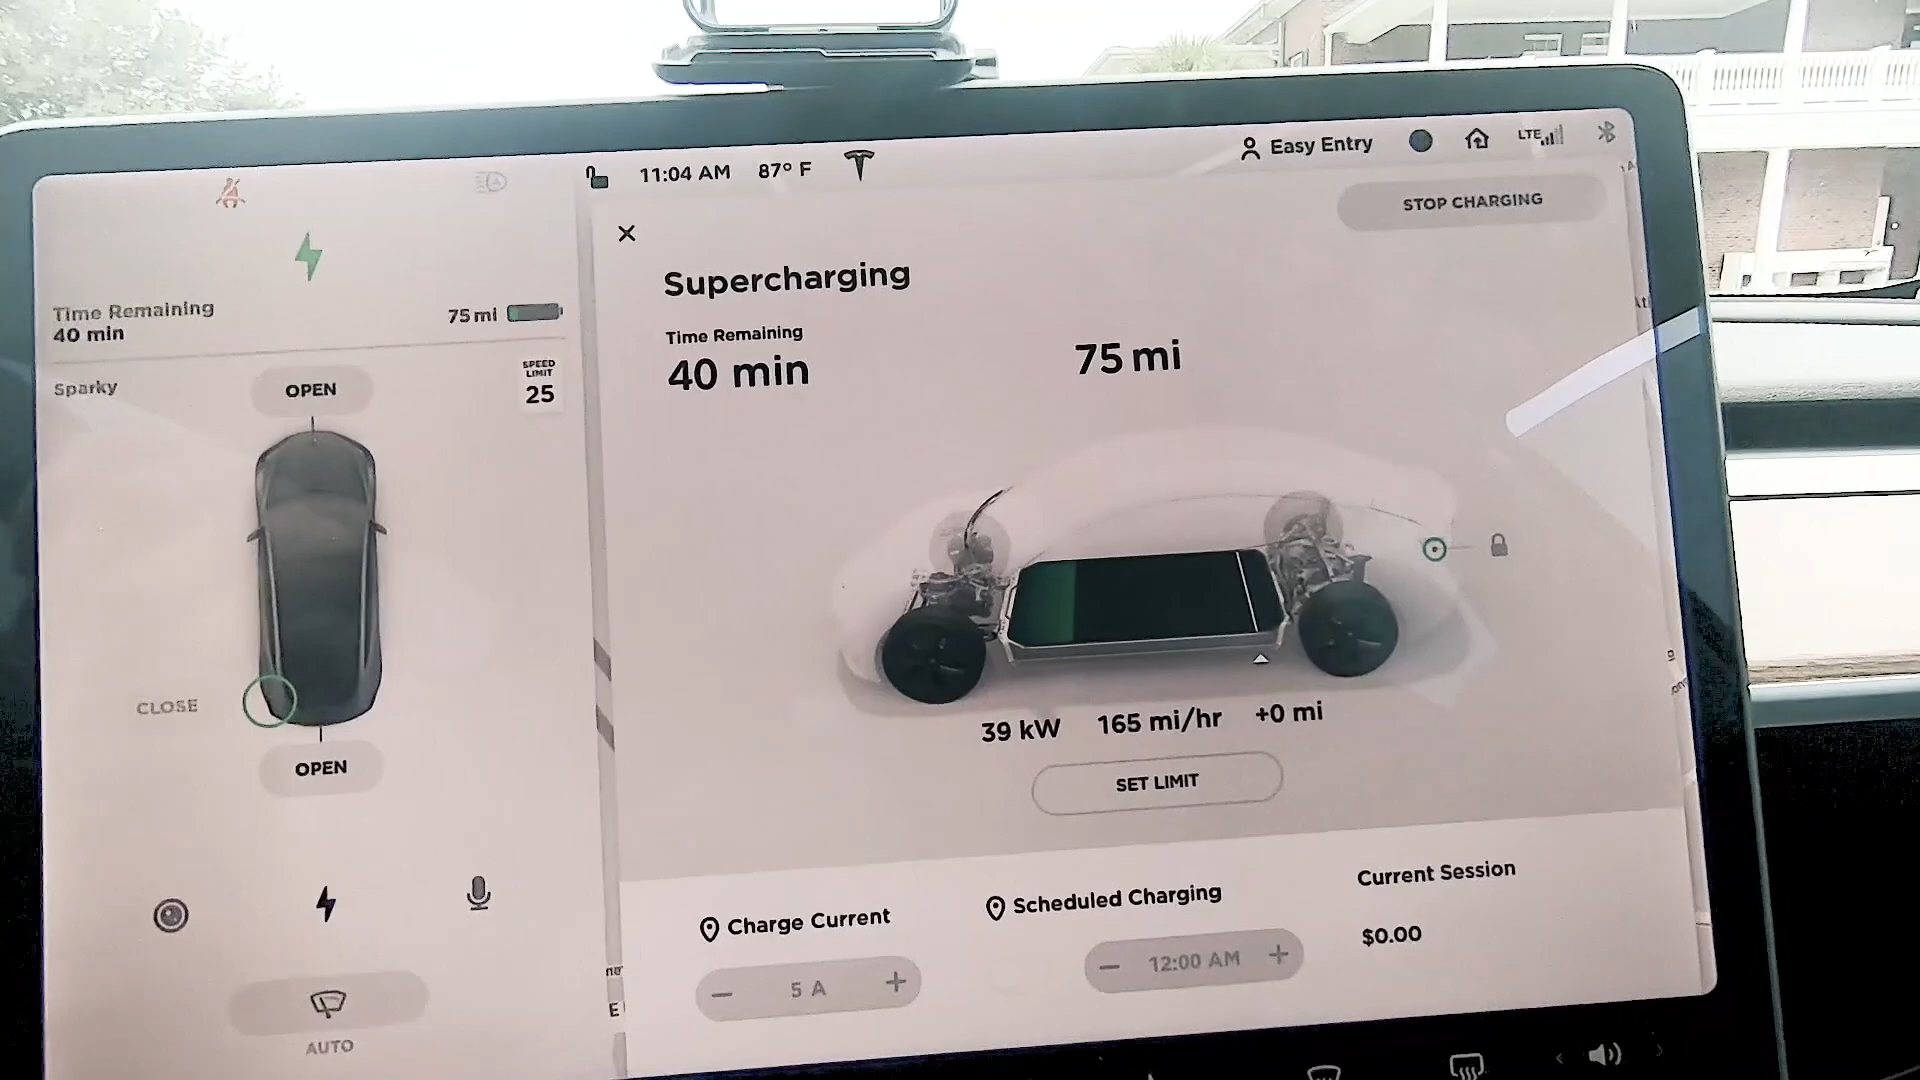 11:04 AM 87° F
Easy Entry
LTE
STOP CHARGING
Time Remaining
40 min
75 mi
Sparky
OPEN
SPEED
LIMIT
25
CLOSE
OPEN
AUTO
Supercharging
Time Remaining
40 min
75 mi
39 kW 165 mi/hr +0 mi
SET LIMIT
Charge Current
5 A
Scheduled Charging
12:00 AM
Current Session
$0.00